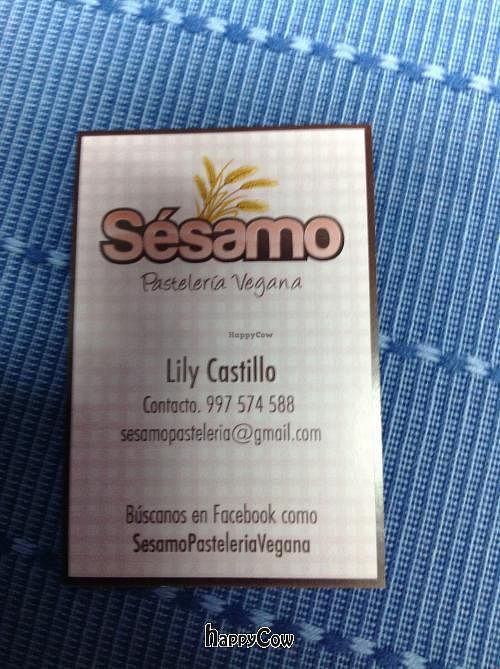 Sésamo
Pastelería Vegana
HappyCow
Lily Castillo
Contacto. 997 574 588
sesamopasteleria@gmail.com
Búscanos en Facebook como
SesamoPasteleriaVegana
HappyCow